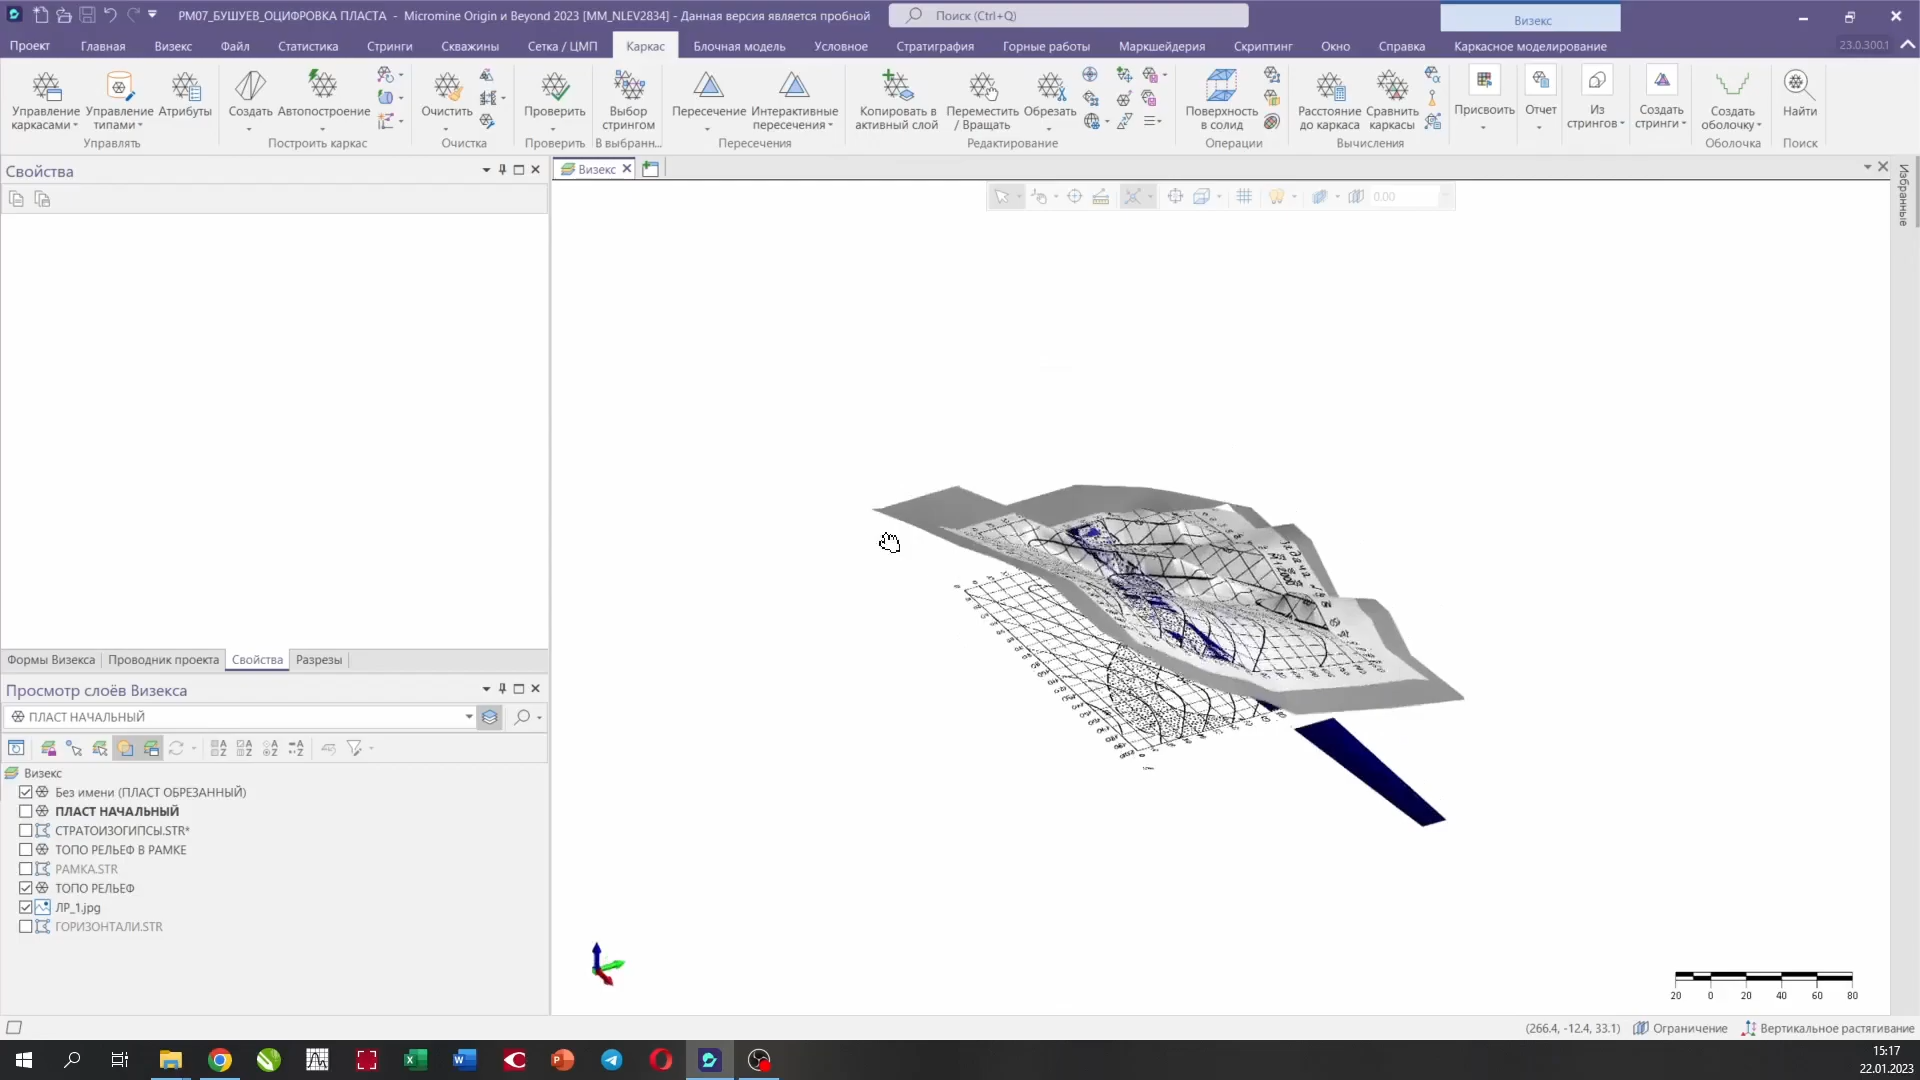 РМ07_БУШУЕВ_ОЦИФРОВКА ПЛАСТА - Micromine Origin и Beyond 2023 [MM_NLEV2834] - Данная версия является пробной
Поиск (Ctrl+Q)
Визекс
Проект Главная Визекс Файл Статистика Стринги Скважины Сетка / ЦМП Каркас Блочная модель Условное Стратиграфия Горные работы Маркшейдерия Скриптинг Окно Справка Каркасное моделирование
23.0.300.1
Управление каркасами
Управление типами
Атрибуты
Управлять
Создать
Автопостроение
Построить каркас
Очистить
Очистка
Проверить
Проверить
Выбор стрингом
В выбранн...
Пересечение
Интерактивные пересечения
Пересечения
Копировать в активный слой
Переместить / Вращать
Обрезать
Редактирование
Поверхность в солид
Операции
Расстояние до каркаса
Сравнить каркасы
Вычисления
Присвоить
Отчет
Из стрингов
Создать стринги
Создать оболочку
Оболочка
Найти
Поиск
Свойства
Визекс
0.00
Избранные
Формы Визекса Проводник проекта Свойства Разрезы
Просмотр слоёв Визекса
ПЛАСТ НАЧАЛЬНЫЙ
Визекс
Без имени (ПЛАСТ ОБРЕЗАННЫЙ)
ПЛАСТ НАЧАЛЬНЫЙ
СТРАТОИЗОГИПСЫ.STR*
ТОПО РЕЛЬЕФ В РАМКЕ
РАМКА.STR
ТОПО РЕЛЬЕФ
ЛР_1.jpg
ГОРИЗОНТАЛИ.STR
20 0 20 40 60 80
(266.4, -12.4, 33.1) Ограничение Вертикальное растягивание
15:17
22.01.2023